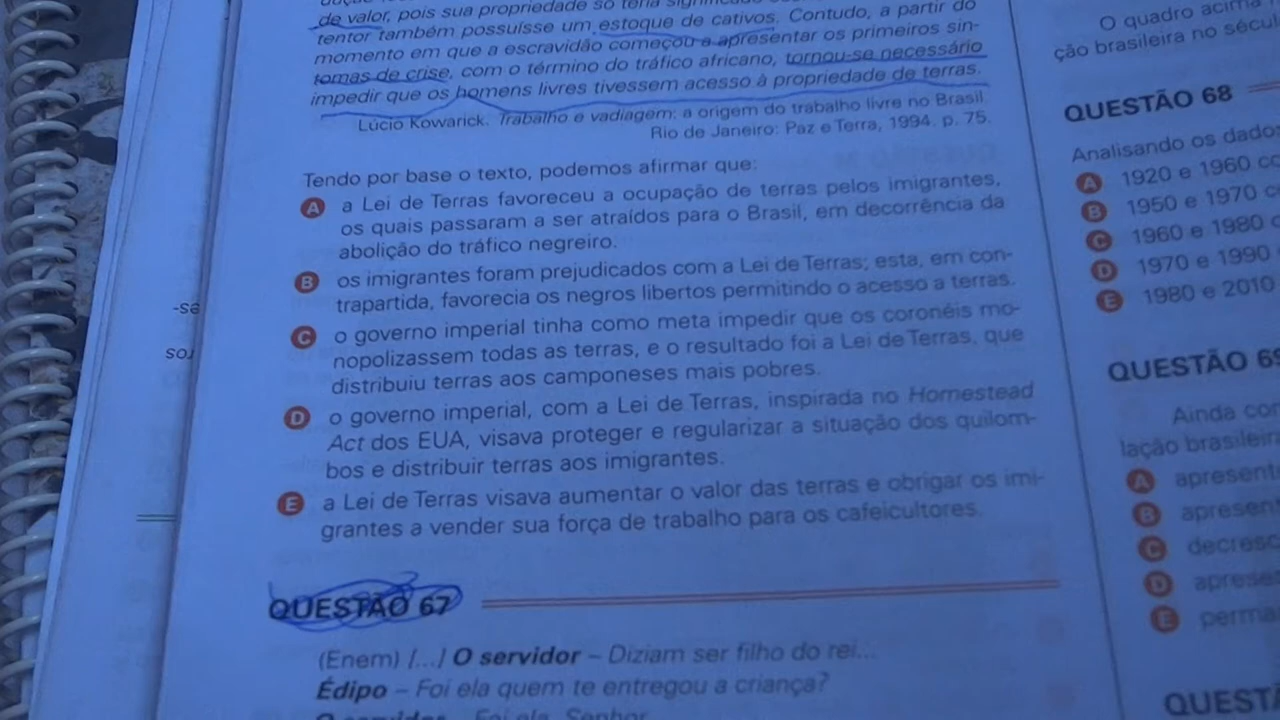 de valor, pois sua propriedade só teria
tentor também possuísse um estoque de cativos. Contudo, a partir do
momento em que a escravidão começou a apresentar os primeiros sin-
tomas de crise, com o término do tráfico africano, tornou-se necessário
impedir que os homens livres tivessem acesso à propriedade de terras.
Lúcio Kowarick. Trabalho e vadiagem: a origem do trabalho livre no Brasil
Rio de Janeiro: Paz e Terra, 1994. p. 75.
Tendo por base o texto, podemos afirmar que:
A a Lei de Terras favoreceu a ocupação de terras pelos imigrantes,
os quais passaram a ser atraídos para o Brasil, em decorrência da
abolição do tráfico negreiro.
B os imigrantes foram prejudicados com a Lei de Terras; esta, em con-
trapartida, favorecia os negros libertos permitindo o acesso a terras.
C o governo imperial tinha como meta impedir que os coronéis mo-
nopolizassem todas as terras, e o resultado foi a Lei de Terras, que
distribuiu terras aos camponeses mais pobres.
D o governo imperial, com a Lei de Terras, inspirada no Homestead
Act dos EUA, visava proteger e regularizar a situação dos quilom-
bos e distribuir terras aos imigrantes.
E a Lei de Terras visava aumentar o valor das terras e obrigar os imi-
grantes a vender sua força de trabalho para os cafeicultores.
QUESTÃO 67
(Enem) [...] O servidor – Diziam ser filho do rei...
Édipo – Foi ela quem te entregou a criança?
O servidor – Foi ela, Senhor.
O quadro acima
ção brasileira no sécul
QUESTÃO 68
Analisando os dados
A 1920 e 1960 co
B 1950 e 1970 c
C 1960 e 1980
D 1970 e 1990
E 1980 e 2010
QUESTÃO 69
Ainda con
lação brasileir
A apresent
B apresen
C decresc
D aprese
E perma
QUEST
-se
sor